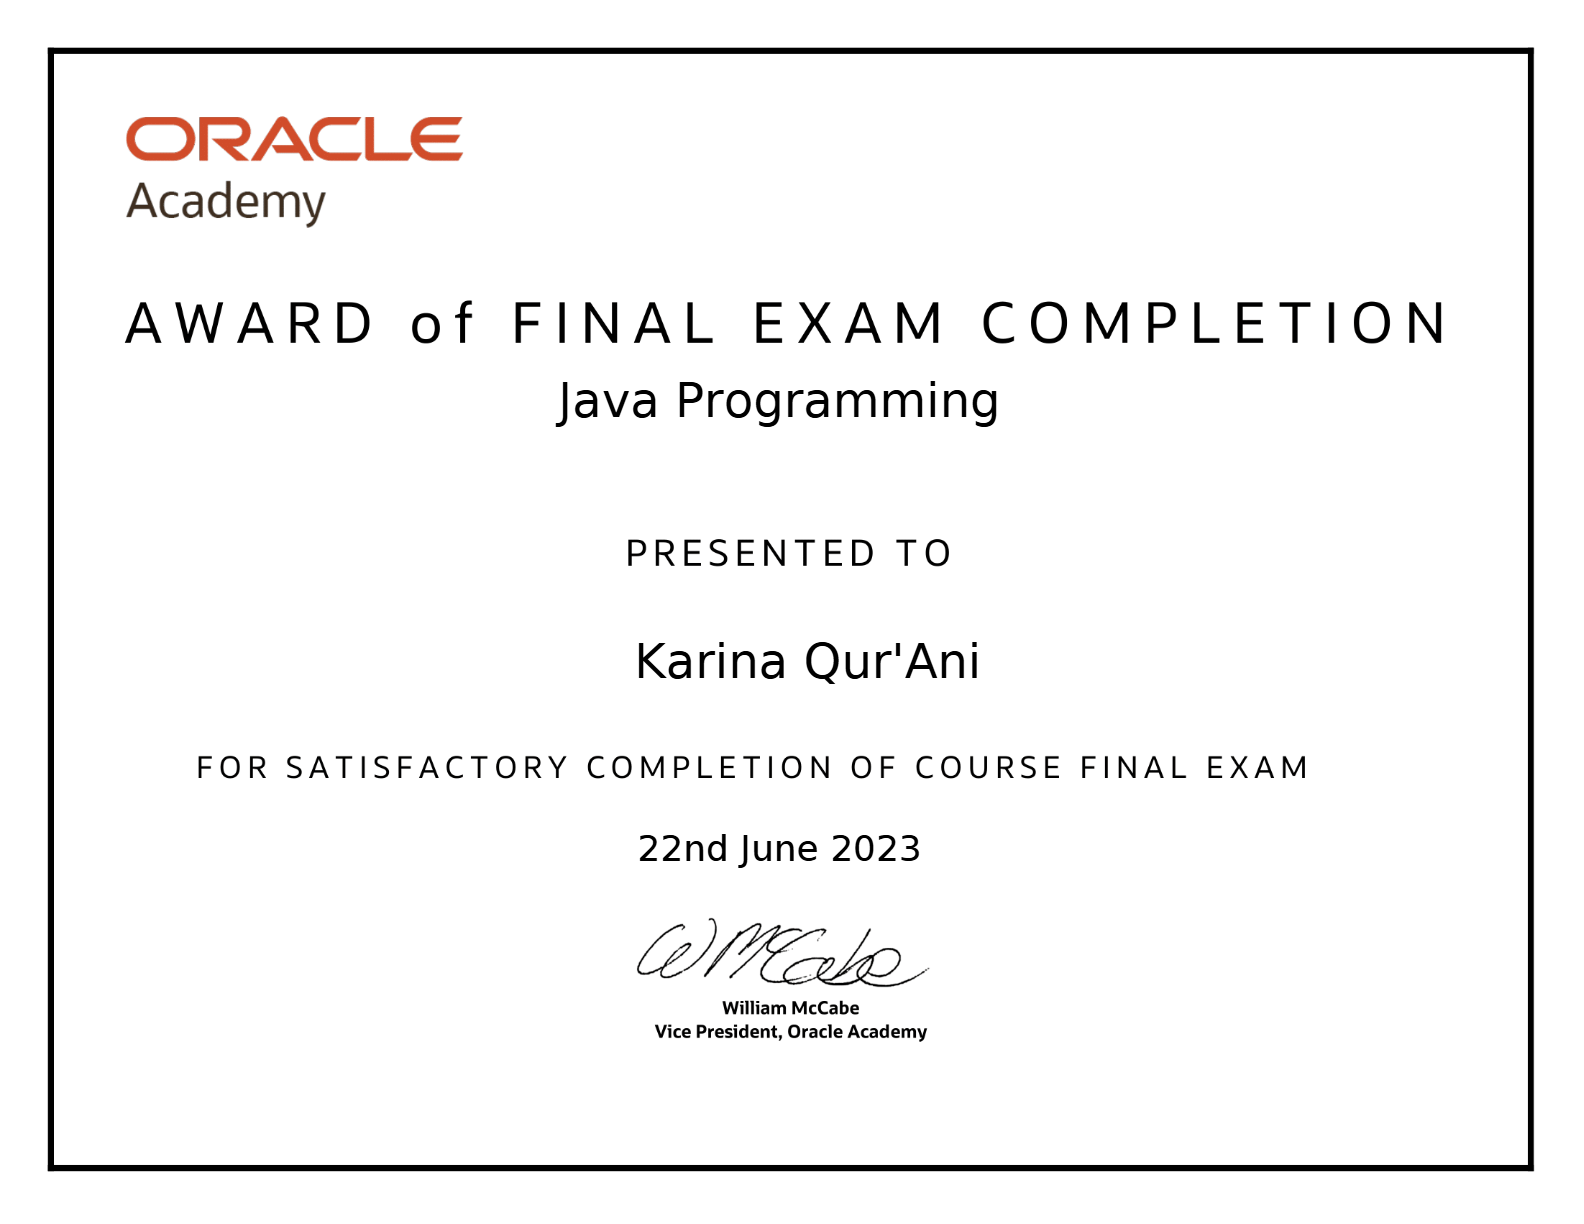 ORACLE
Academy
AWARD of FINAL EXAM COMPLETION
Java Programming
PRESENTED TO
Karina Qur'Ani
FOR SATISFACTORY COMPLETION OF COURSE FINAL EXAM
22nd June 2023
W McCabe
William McCabe
Vice President, Oracle Academy